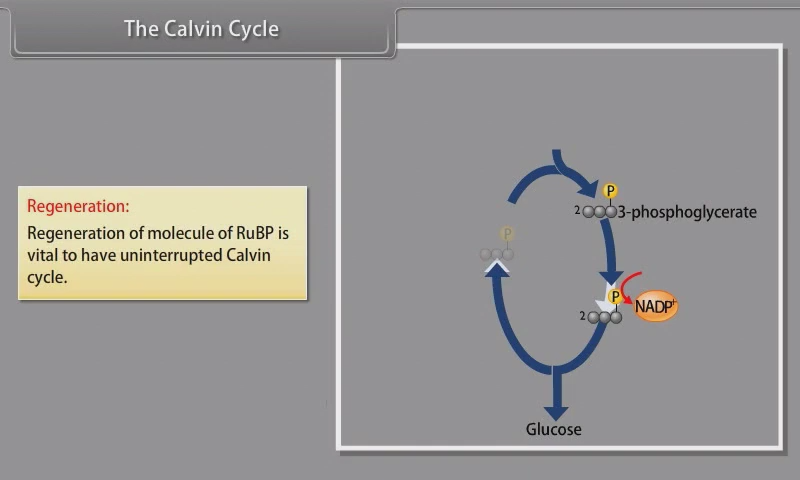 The Calvin Cycle
Regeneration:
Regeneration of molecule of RuBP is
vital to have uninterrupted Calvin
cycle.
P
2 3-phosphoglycerate
P
P
NADP+
2
Glucose